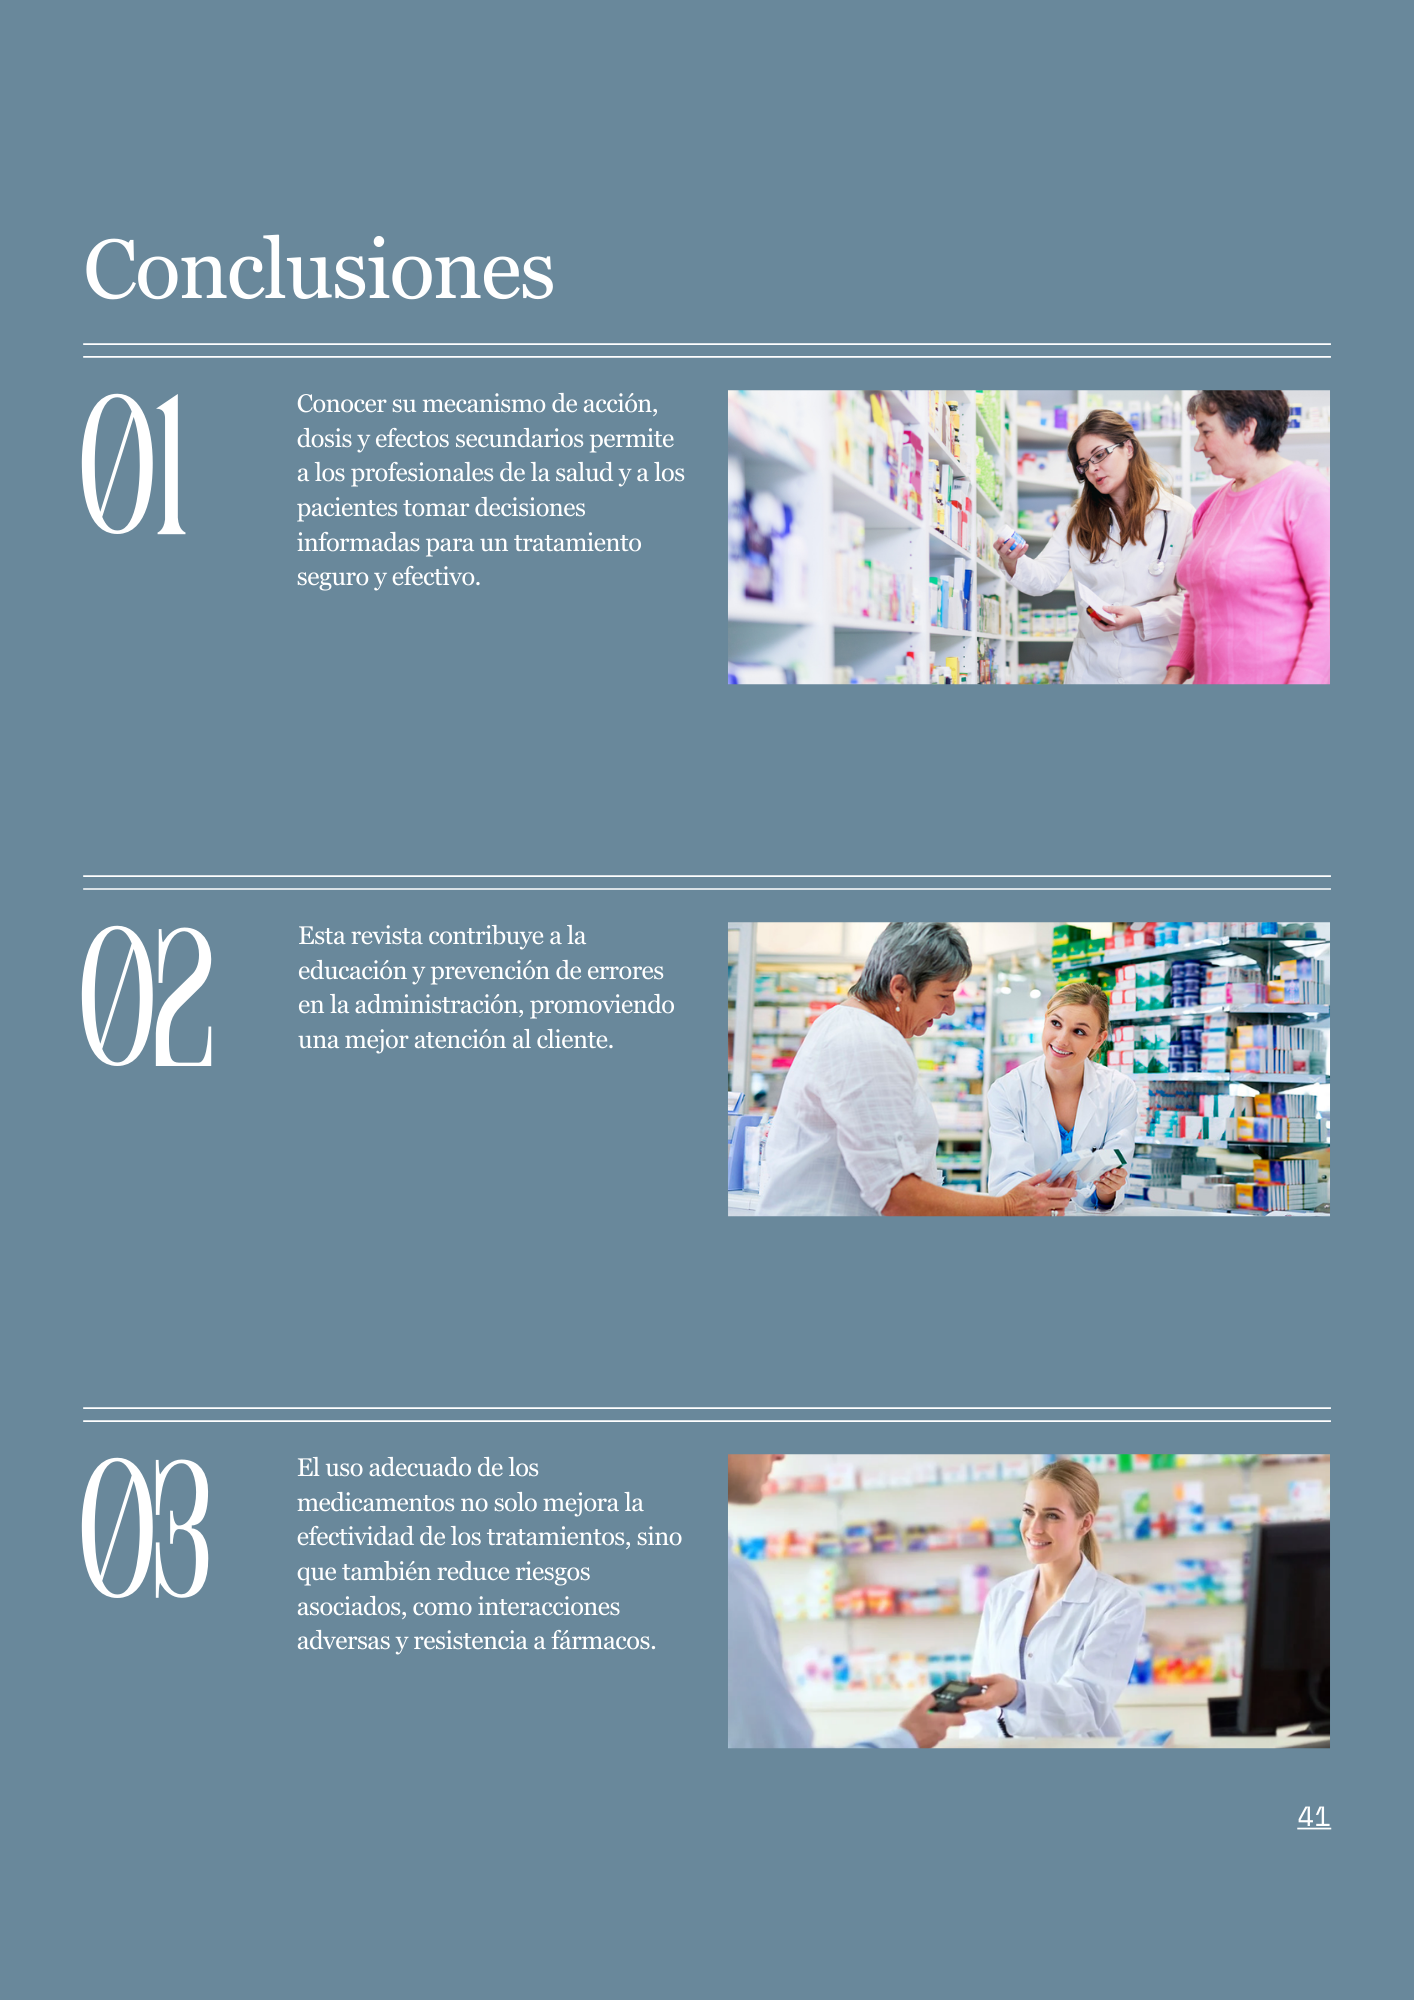 Conclusiones
01
Conocer su mecanismo de acción,
dosis y efectos secundarios permite
a los profesionales de la salud y a los
pacientes tomar decisiones
informadas para un tratamiento
seguro y efectivo.
02
Esta revista contribuye a la
educación y prevención de errores
en la administración, promoviendo
una mejor atención al cliente.
03
El uso adecuado de los
medicamentos no solo mejora la
efectividad de los tratamientos, sino
que también reduce riesgos
asociados, como interacciones
adversas y resistencia a fármacos.
41